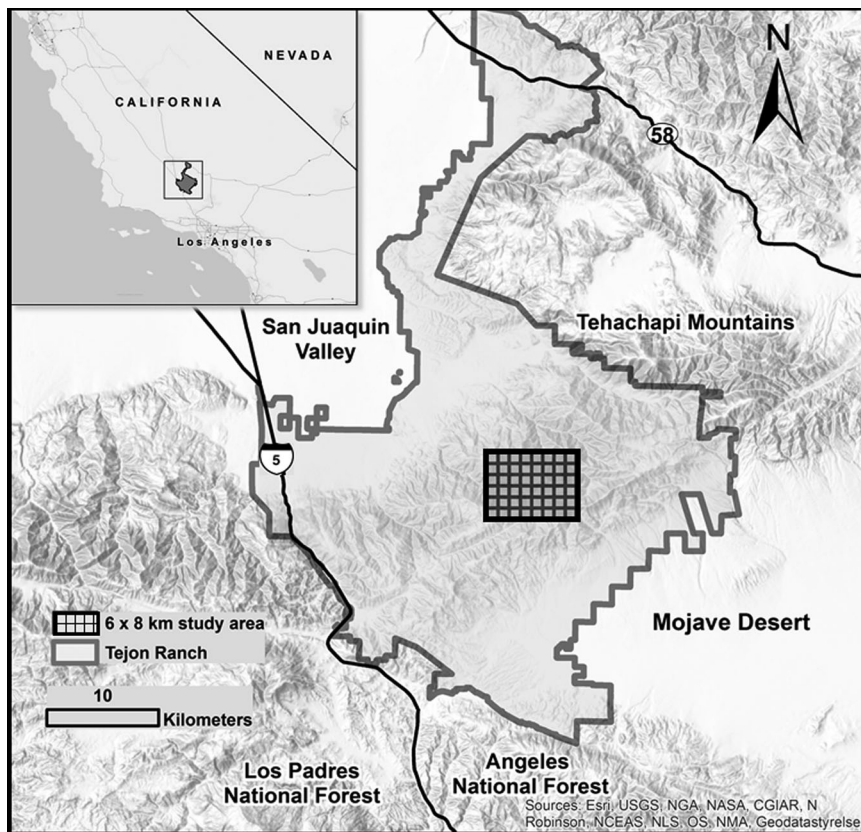 NEVADA
CALIFORNIA
Los Angeles
N
58
San Juaquin
Valley
Tehachapi Mountains
5
6 x 8 km study area
Tejon Ranch
10
Kilometers
Mojave Desert
Los Padres
National Forest
Angeles
National Forest
Sources: Esri, USGS, NGA, NASA, CGIAR, N
Robinson, NCEAS, NLS, OS, NMA, Geodatastyrelse